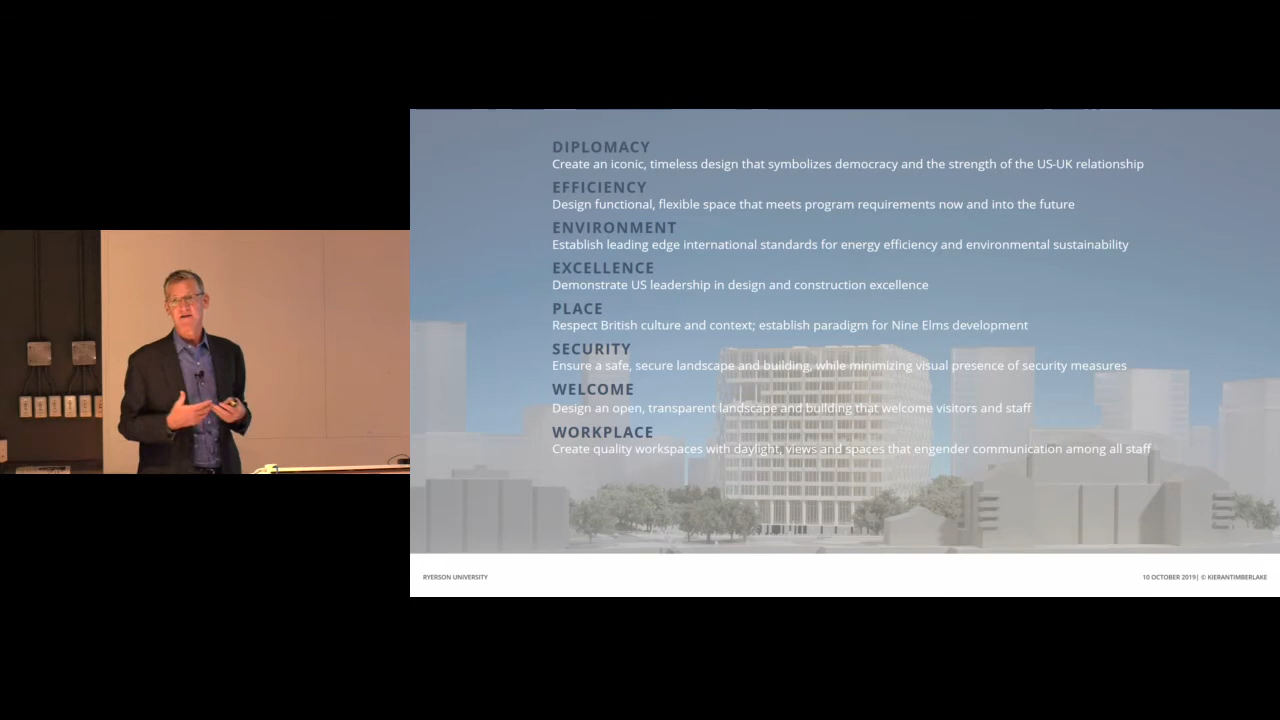 DIPLOMACY
Create an iconic, timeless design that symbolizes democracy and the strength of the US-UK relationship
EFFICIENCY
Design functional, flexible space that meets program requirements now and into the future
ENVIRONMENT
Establish leading edge international standards for energy efficiency and environmental sustainability
EXCELLENCE
Demonstrate US leadership in design and construction excellence
PLACE
Respect British culture and context; establish paradigm for Nine Elms development
SECURITY
Ensure a safe, secure landscape and building, while minimizing visual presence of security measures
WELCOME
Design an open, transparent landscape and building that welcome visitors and staff
WORKPLACE
Create quality workspaces with daylight, views and spaces that engender communication among all staff
RYERSON UNIVERSITY
10 OCTOBER 2019| © KIERANTIMBERLAKE